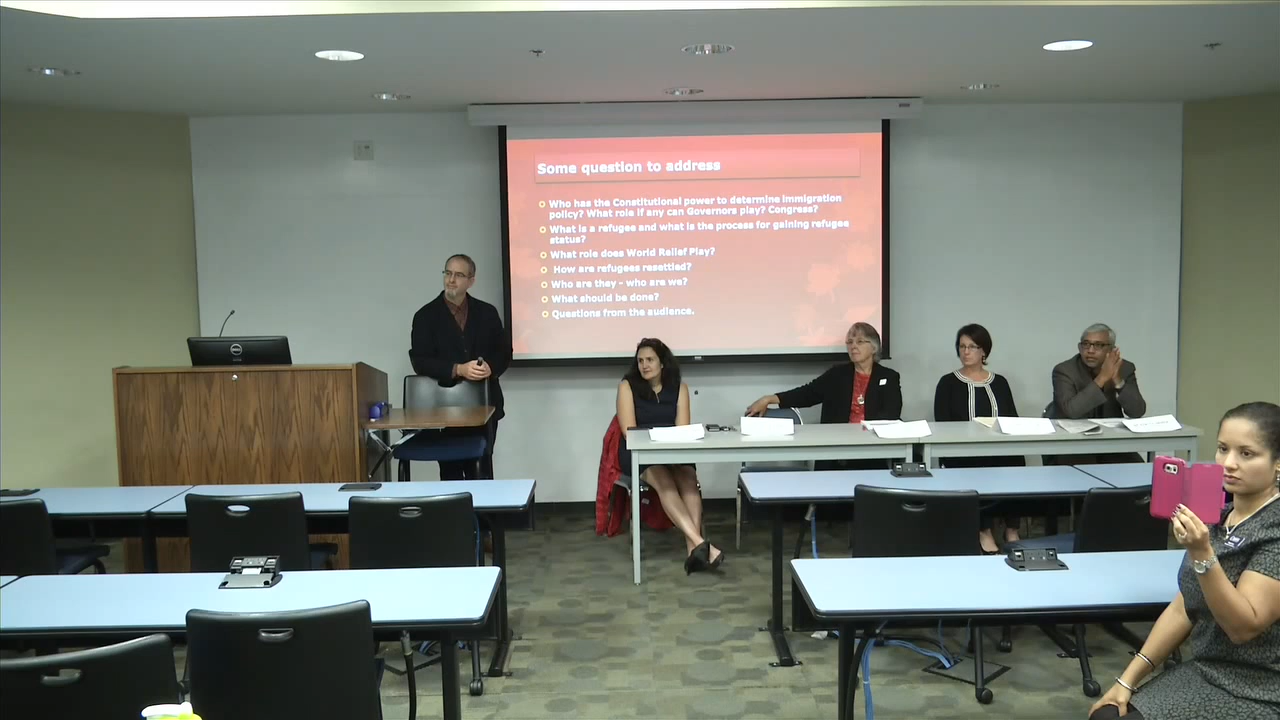 Some question to address
Who has the Constitutional power to determine immigration
policy? What role if any can Governors play? Congress?
What is a refugee and what is the process for gaining refugee
status?
What role does World Relief Play?
How are refugees resettled?
Who are they - who are we?
What should be done?
Questions from the audience.
DELL